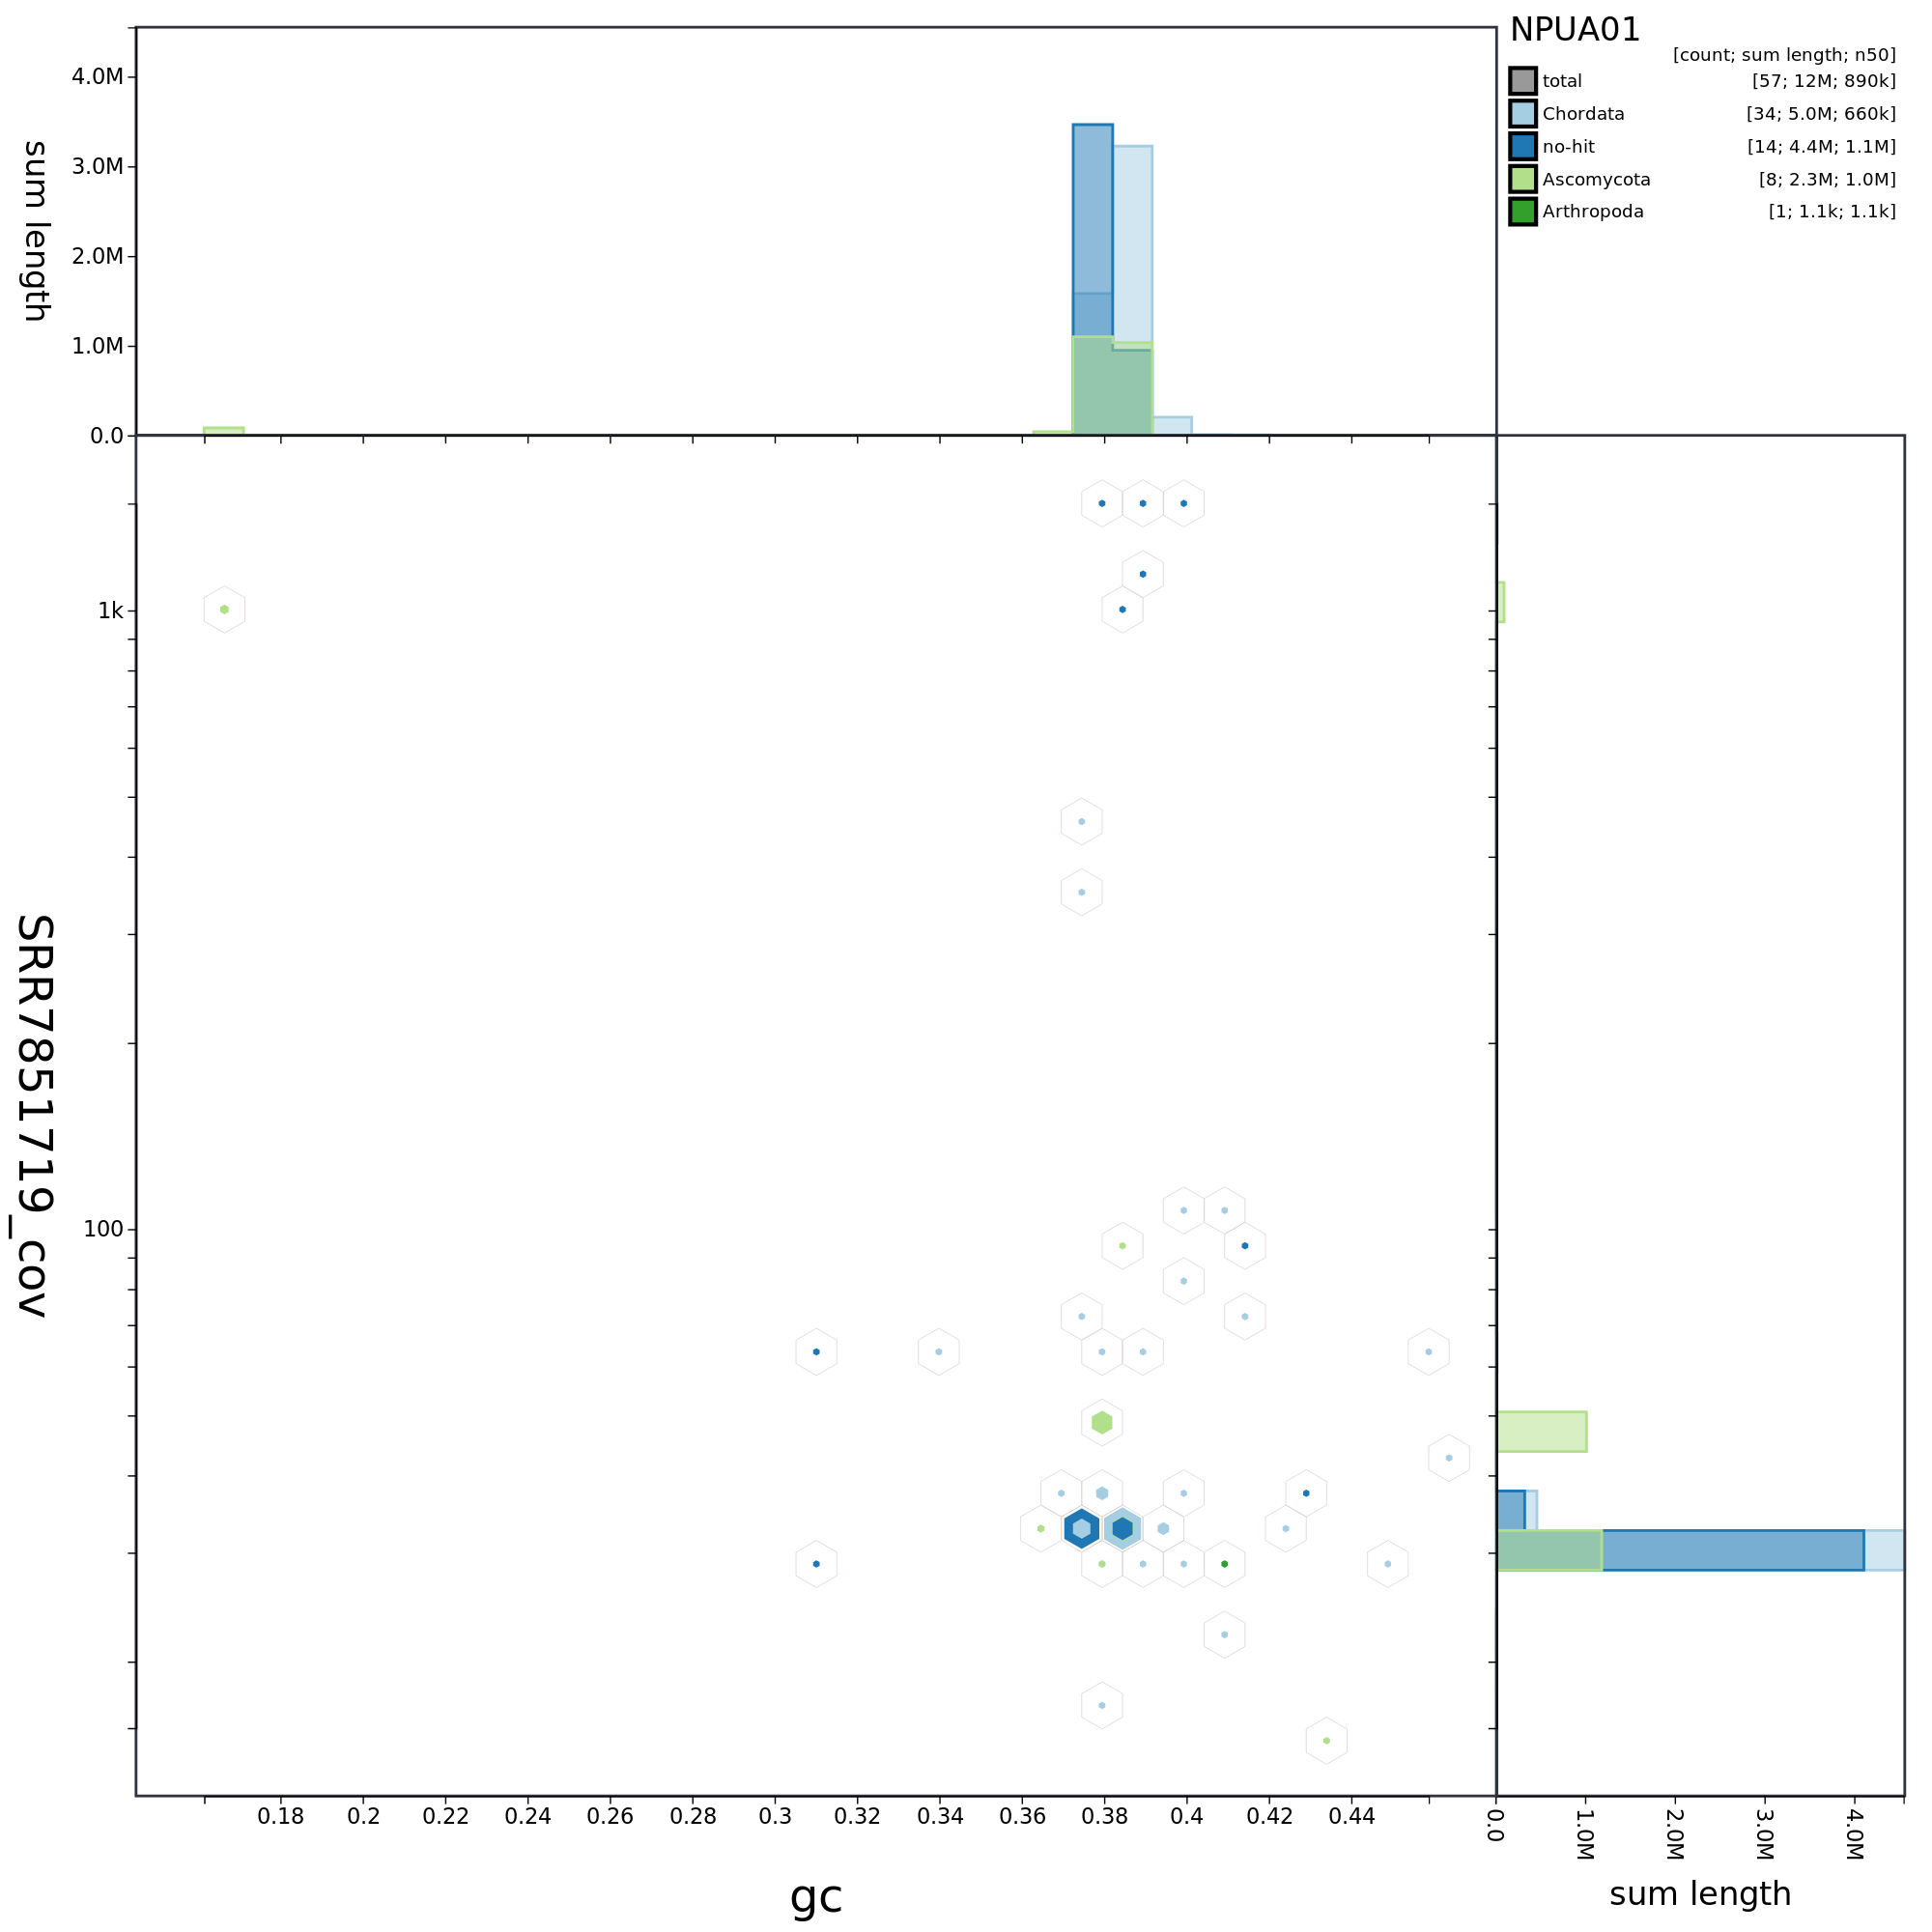 NPUA01
[count; sum length; n50]
total [57; 12M; 890k]
Chordata [34; 5.0M; 660k]
no-hit [14; 4.4M; 1.1M]
Ascomycota [8; 2.3M; 1.0M]
Arthropoda [1; 1.1k; 1.1k]
sum length
4.0M
3.0M
2.0M
1.0M
0.0
SRR7851719_cov
1k
100
0.18 0.2 0.22 0.24 0.26 0.28 0.3 0.32 0.34 0.36 0.38 0.4 0.42 0.44
gc
0.0 1.0M 2.0M 3.0M 4.0M
sum length